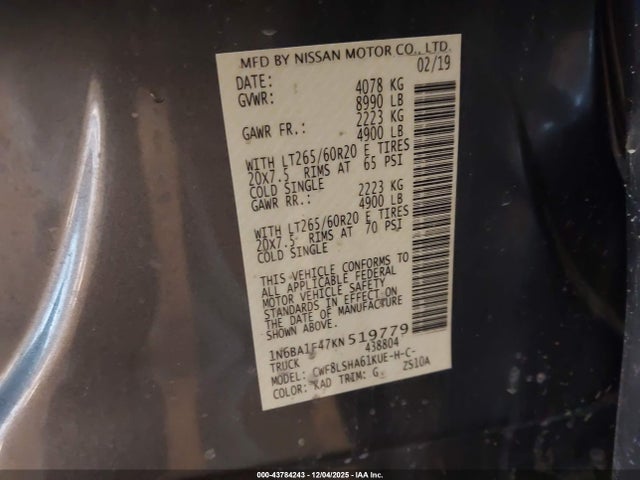 MFD BY NISSAN MOTOR CO., LTD.
DATE: 02/19
GVWR: 4078 KG
8990 LB
GAWR FR.: 2223 KG
4900 LB
WITH LT265/60R20 E TIRES
20X7.5 RIMS AT 65 PSI
COLD SINGLE
GAWR RR.: 2223 KG
4900 LB
WITH LT265/60R20 E TIRES
20X7.5 RIMS AT 70 PSI
COLD SINGLE
THIS VEHICLE CONFORMS TO
ALL APPLICABLE FEDERAL
MOTOR VEHICLE SAFETY
STANDARDS IN EFFECT ON
THE DATE OF MANUFACTURE
SHOWN ABOVE.
1N6BA1F47KN519779
TRUCK 438804
MODEL: CWF8LSHA61KUE-H-C-
COLOR: KAD TRIM: G ZS10A
000-43784243 - 12/04/2025 - IAA Inc.